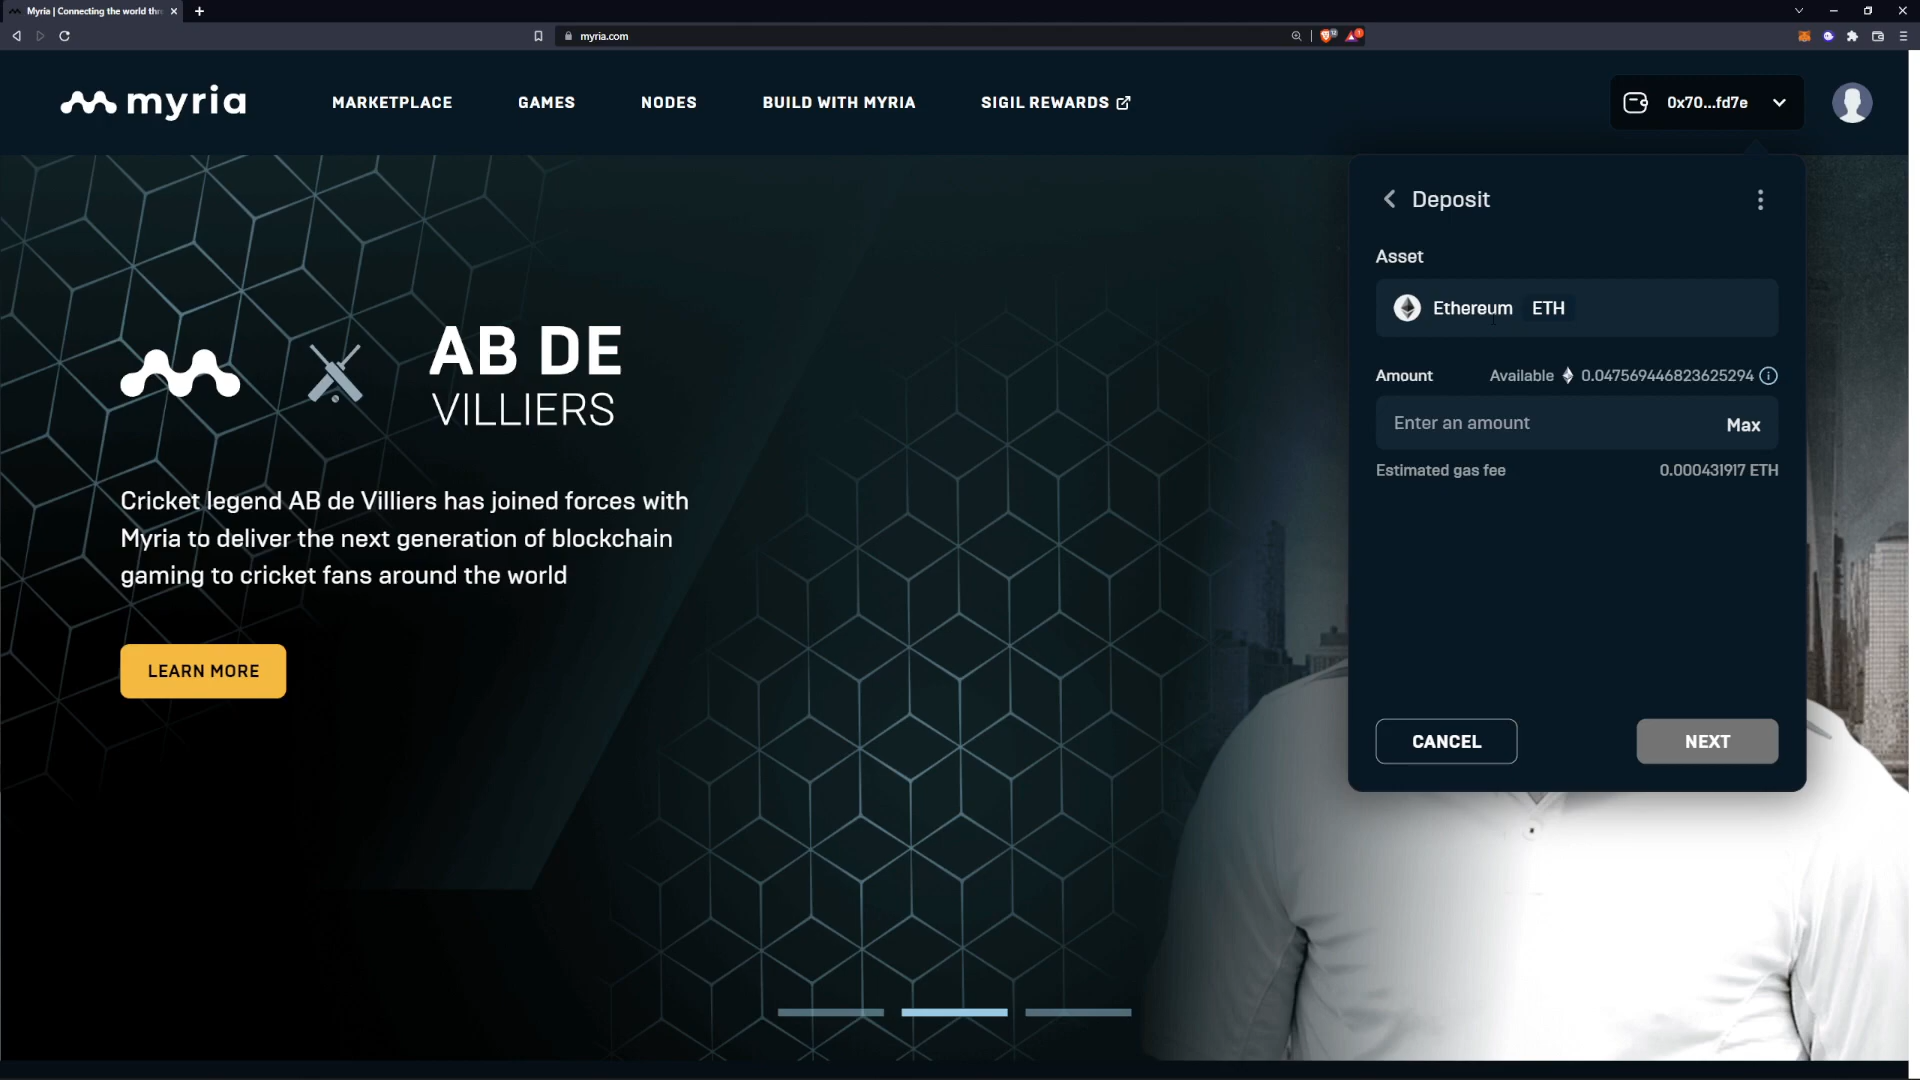 Myria | Connecting the world thr
myria.com
12
1
myria
MARKETPLACE
GAMES
NODES
BUILD WITH MYRIA
SIGIL REWARDS
0x70...fd7e
Deposit
Asset
Ethereum ETH
Amount Available 0.047569446823625294
Enter an amount Max
Estimated gas fee 0.000431917 ETH
CANCEL NEXT
AB DE
VILLIERS
Cricket legend AB de Villiers has joined forces with
Myria to deliver the next generation of blockchain
gaming to cricket fans around the world
LEARN MORE